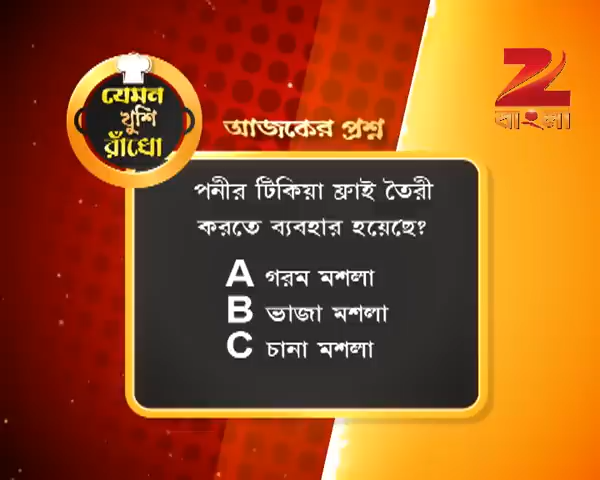 যেমন
খুশি
রাঁধো
Z
বাংলা
আজকের প্রশ্ন
পনীর টিকিয়া ফ্রাই তৈরী
করতে ব্যবহার হয়েছে?
A গরম মশলা
B ভাজা মশলা
C চানা মশলা